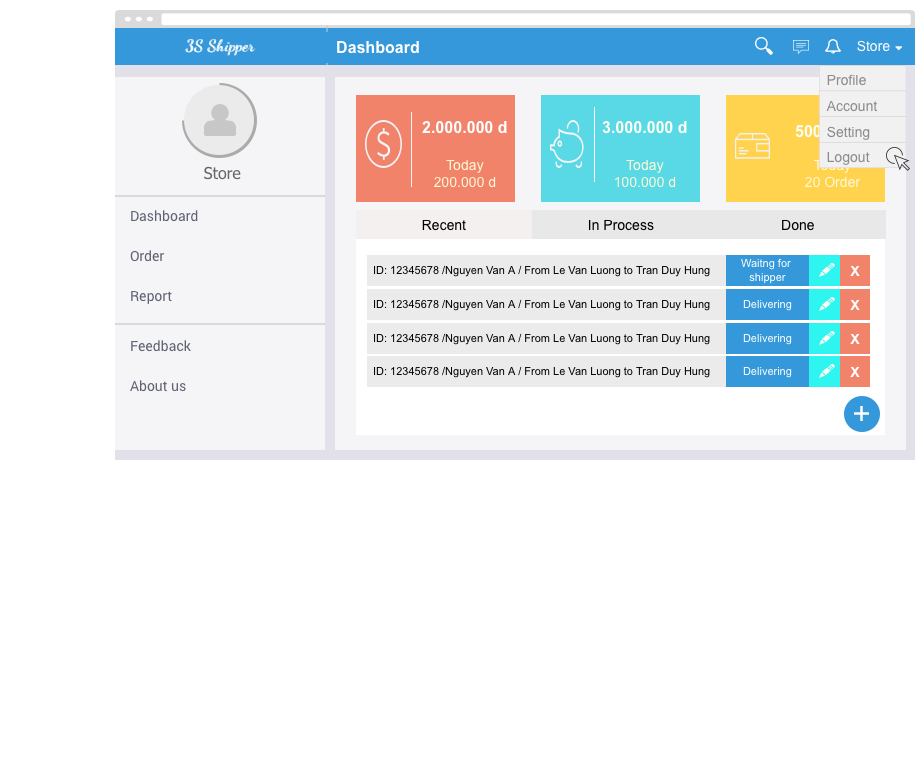 3S Shipper
Dashboard
Store
Profile
Account
Setting
Logout
Store
Dashboard
Order
Report
Feedback
About us
2.000.000 d
Today
200.000 d
3.000.000 d
Today
100.000 d
500
Today
20 Order
Recent
In Process
Done
ID: 12345678 /Nguyen Van A / From Le Van Luong to Tran Duy Hung
Waitng for
shipper
X
ID: 12345678 /Nguyen Van A / From Le Van Luong to Tran Duy Hung
Delivering
X
ID: 12345678 /Nguyen Van A / From Le Van Luong to Tran Duy Hung
Delivering
X
ID: 12345678 /Nguyen Van A / From Le Van Luong to Tran Duy Hung
Delivering
X